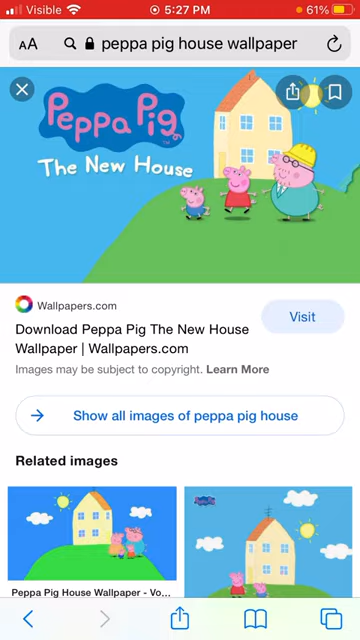 Visible 5:27 PM 61%
AA peppa pig house wallpaper
Peppa Pig
TM
The New House
Wallpapers.com
Download Peppa Pig The New House
Wallpaper | Wallpapers.com
Visit
Images may be subject to copyright. Learn More
Show all images of peppa pig house
Related images
Peppa Pig House Wallpaper - Vo...